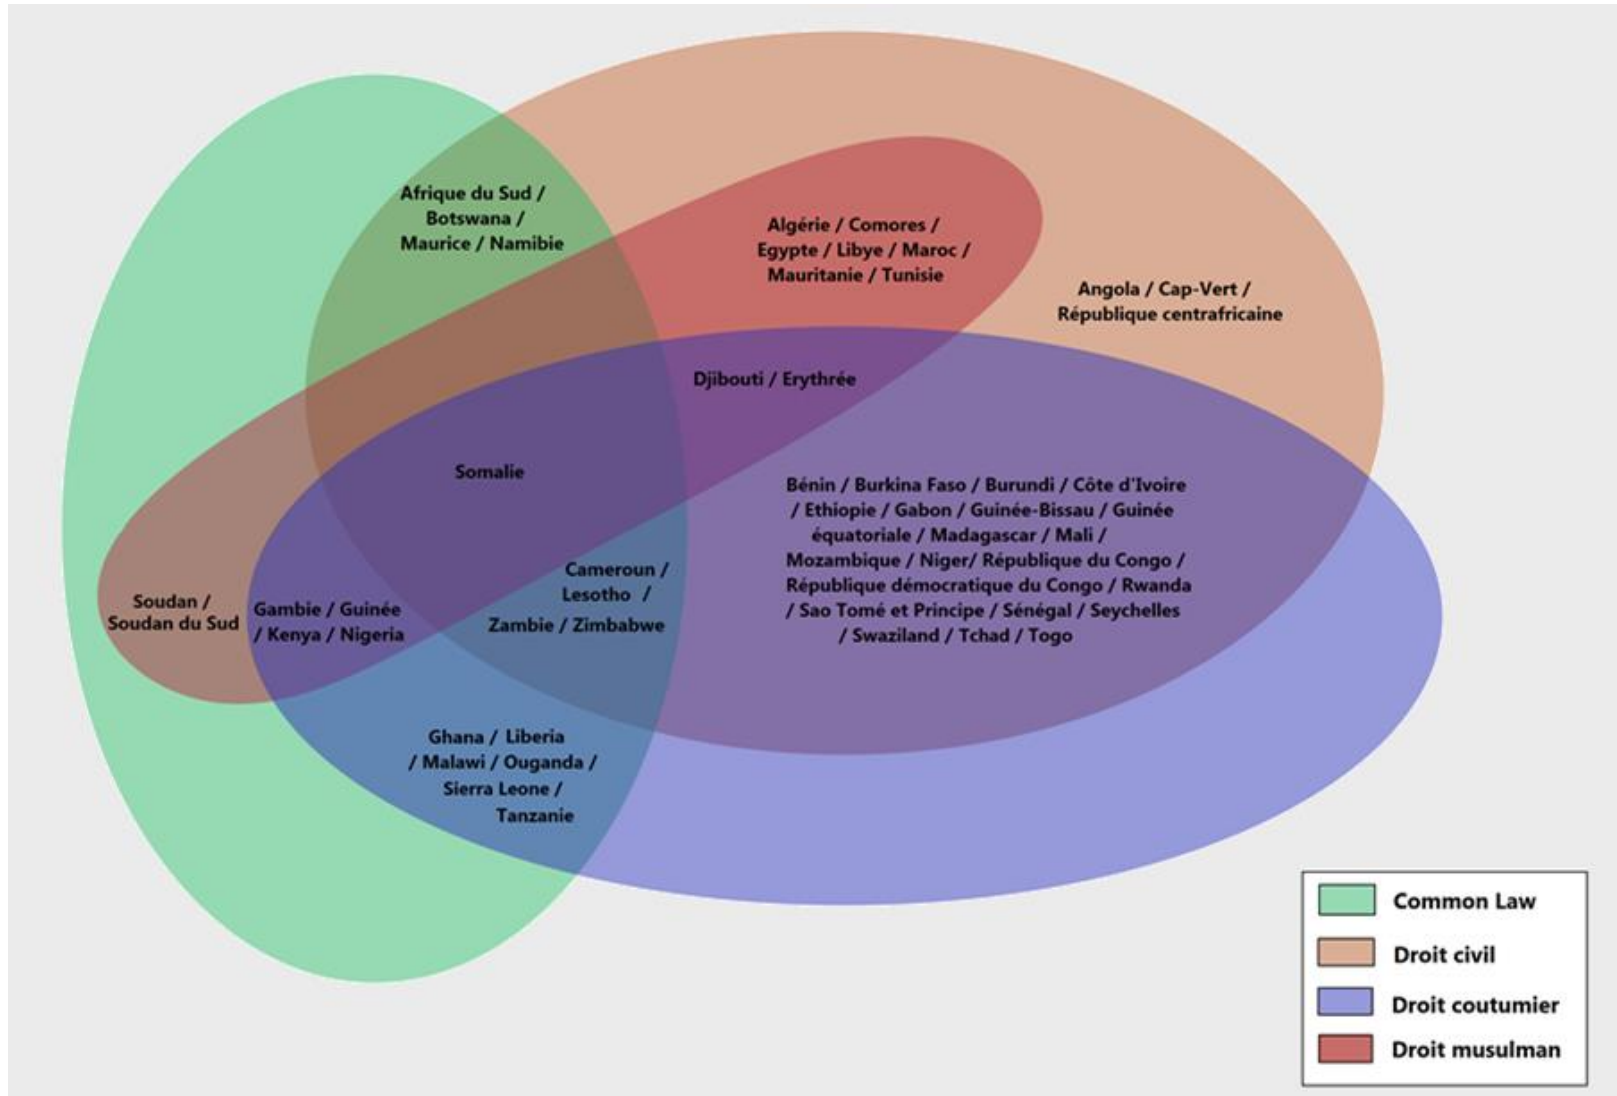 Afrique du Sud /
Botswana /
Maurice / Namibie
Algérie / Comores /
Egypte / Libye / Maroc /
Mauritanie / Tunisie
Angola / Cap-Vert /
République centrafricaine
Djibouti / Erythrée
Somalie
Bénin / Burkina Faso / Burundi / Côte d'Ivoire
/ Ethiopie / Gabon / Guinée-Bissau / Guinée
équatoriale / Madagascar / Mali /
Mozambique / Niger/ République du Congo /
République démocratique du Congo / Rwanda
/ Sao Tomé et Principe / Sénégal / Seychelles
/ Swaziland / Tchad / Togo
Cameroun /
Lesotho /
Zambie / Zimbabwe
Soudan /
Soudan du Sud
Gambie / Guinée
/ Kenya / Nigeria
Ghana / Liberia
/ Malawi / Ouganda /
Sierra Leone /
Tanzanie
Common Law
Droit civil
Droit coutumier
Droit musulman